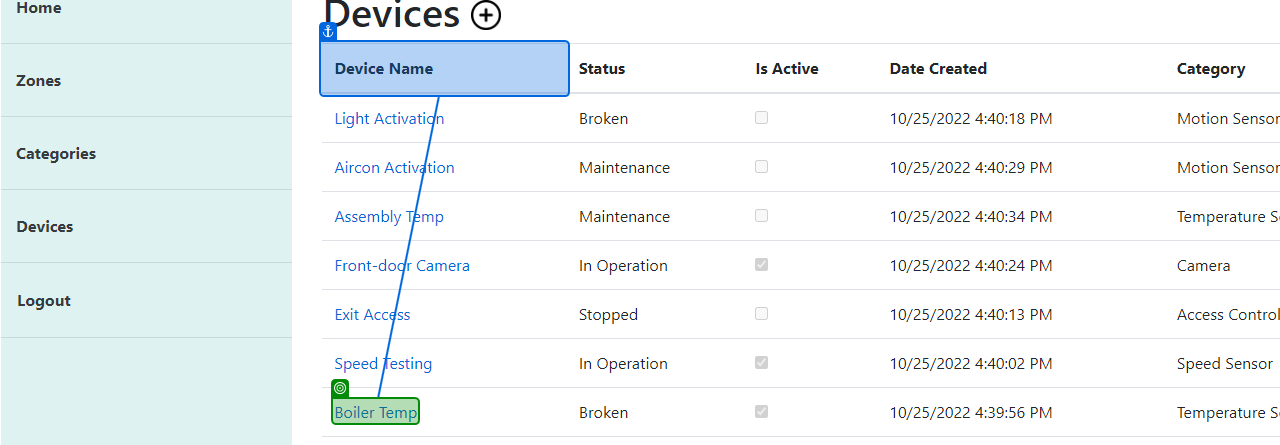 Home
Zones
Categories
Devices
Logout
Devices
Device Name Status Is Active Date Created Category
Light Activation Broken 10/25/2022 4:40:18 PM Motion Sensor
Aircon Activation Maintenance 10/25/2022 4:40:29 PM Motion Sensor
Assembly Temp Maintenance 10/25/2022 4:40:34 PM Temperature S
Front-door Camera In Operation 10/25/2022 4:40:24 PM Camera
Exit Access Stopped 10/25/2022 4:40:13 PM Access Control
Speed Testing In Operation 10/25/2022 4:40:02 PM Speed Sensor
Boiler Temp Broken 10/25/2022 4:39:56 PM Temperature S